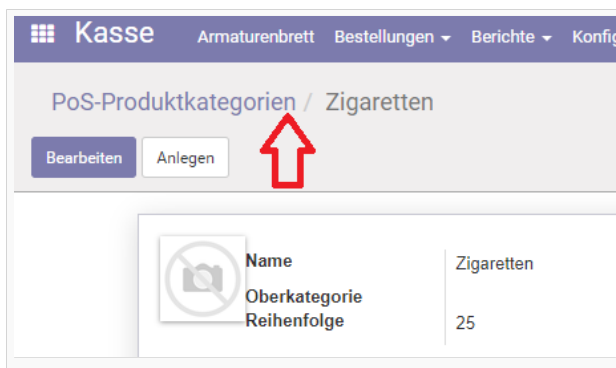 Kasse Armaturenbrett Bestellungen Berichte
PoS-Produktkategorien / Zigaretten
Bearbeiten Anlegen
Name Zigaretten
Oberkategorie
Reihenfolge 25